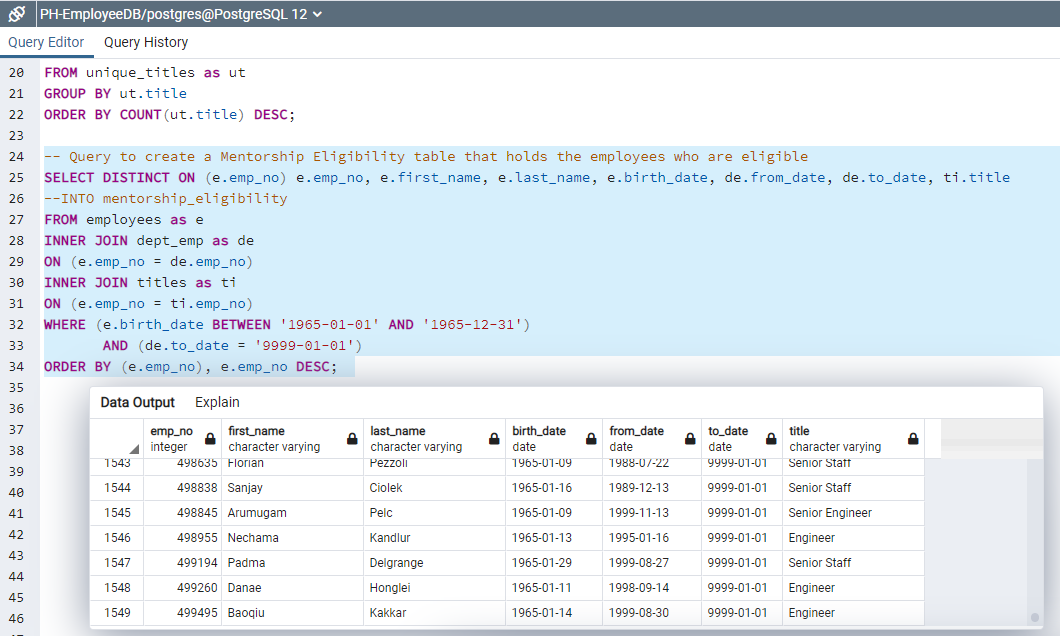 PH-EmployeeDB/postgres@PostgreSQL 12
Query Editor Query History
20 FROM unique_titles as ut
21 GROUP BY ut.title
22 ORDER BY COUNT(ut.title) DESC;
23
24 -- Query to create a Mentorship Eligibility table that holds the employees who are eligible
25 SELECT DISTINCT ON (e.emp_no) e.emp_no, e.first_name, e.last_name, e.birth_date, de.from_date, de.to_date, ti.title
26 --INTO mentorship_eligibility
27 FROM employees as e
28 INNER JOIN dept_emp as de
29 ON (e.emp_no = de.emp_no)
30 INNER JOIN titles as ti
31 ON (e.emp_no = ti.emp_no)
32 WHERE (e.birth_date BETWEEN '1965-01-01' AND '1965-12-31')
33 AND (de.to_date = '9999-01-01')
34 ORDER BY (e.emp_no), e.emp_no DESC;
35
36
37
38
39
40
41
42
43
44
45
46
Data Output Explain
emp_no first_name last_name birth_date from_date to_date title
integer character varying character varying date date date character varying
1543 498635 Florian Pezzoli 1965-01-09 1988-07-22 9999-01-01 Senior Staff
1544 498838 Sanjay Ciolek 1965-01-16 1989-12-13 9999-01-01 Senior Staff
1545 498845 Arumugam Pelc 1965-01-09 1999-11-13 9999-01-01 Senior Engineer
1546 498955 Nechama Kandlur 1965-01-13 1995-01-16 9999-01-01 Engineer
1547 499194 Padma Delgrange 1965-01-29 1999-08-27 9999-01-01 Senior Staff
1548 499260 Danae Honglei 1965-01-11 1998-09-14 9999-01-01 Engineer
1549 499495 Baoqiu Kakkar 1965-01-14 1999-08-30 9999-01-01 Engineer